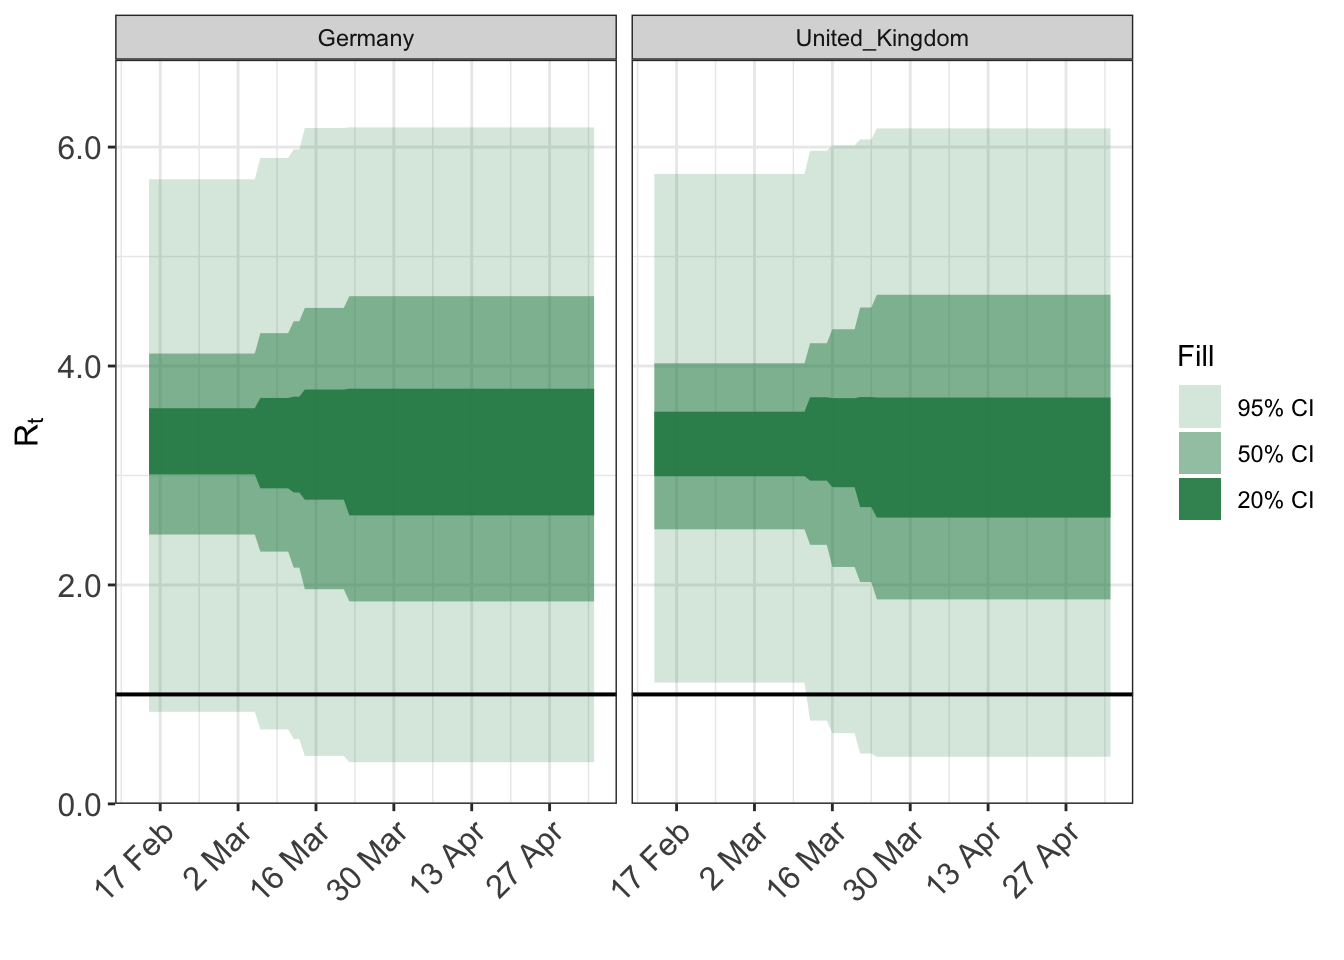 Germany
United_Kingdom
6.0
4.0
2.0
0.0
Rt
17 Feb
2 Mar
16 Mar
30 Mar
13 Apr
27 Apr
17 Feb
2 Mar
16 Mar
30 Mar
13 Apr
27 Apr
Fill
95% CI
50% CI
20% CI